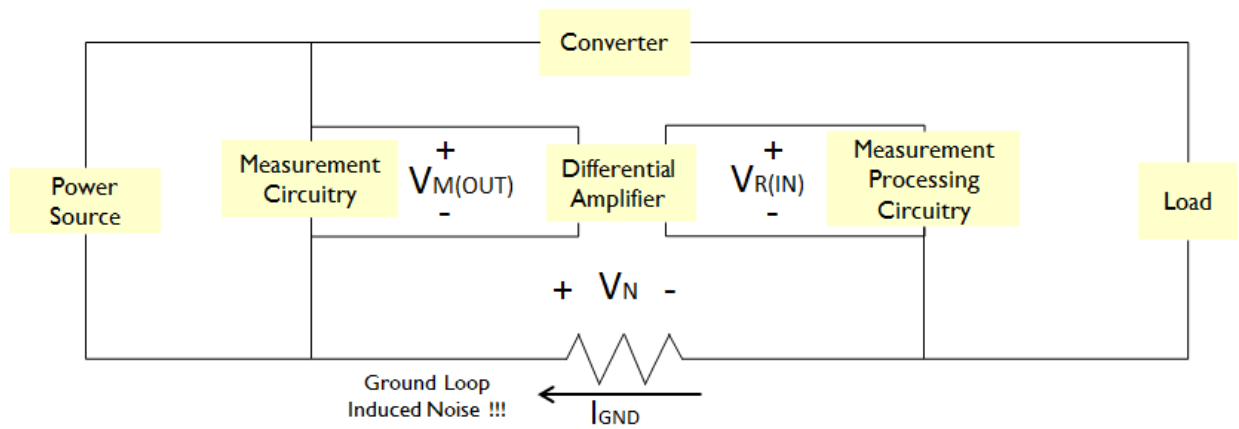 Converter
Power
Source
Measurement
Circuitry
+
VM(OUT)
-
Differential
Amplifier
+
VR(IN)
-
Measurement
Processing
Circuitry
Load
+ VN -
Ground Loop
Induced Noise !!!
IGND